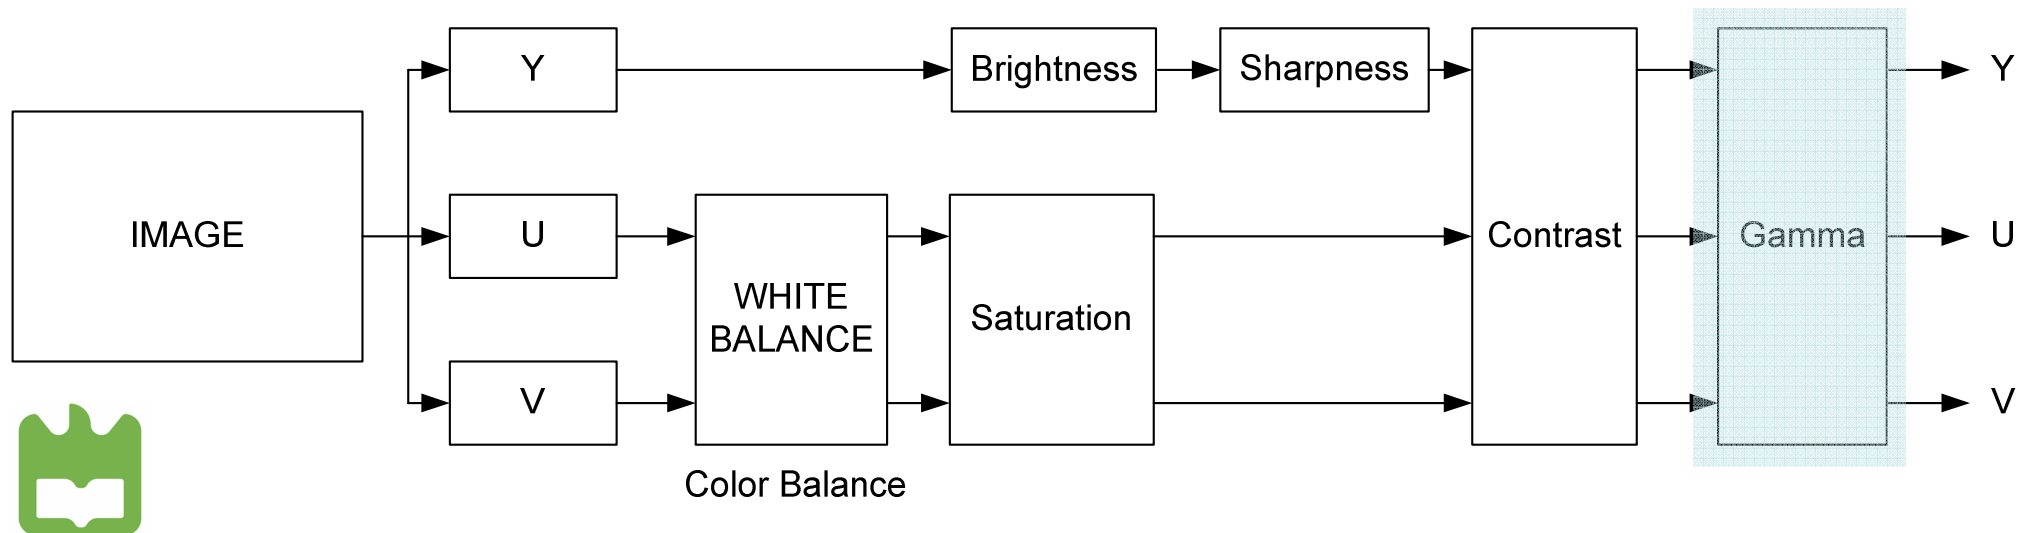 Y
Brightness
Sharpness
Y
IMAGE
U
WHITE
BALANCE
Saturation
Contrast
Gamma
U
V
V
Color Balance